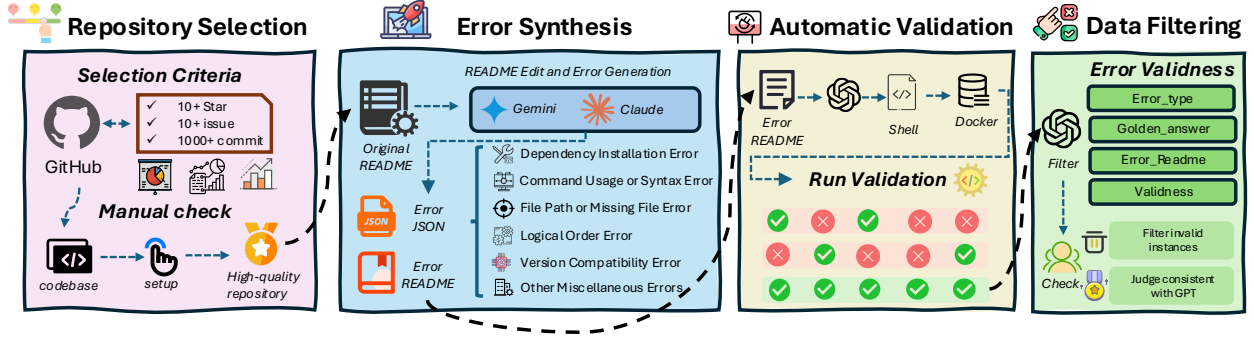 Repository Selection
Selection Criteria
GitHub
✓ 10+ Star
✓ 10+ issue
✓ 1000+ commit
Manual check
codebase
setup
High-quality
repository
Error Synthesis
README Edit and Error Generation
Original
README
Gemini
Claude
JSON
Error
JSON
Error
README
Dependency Installation Error
Command Usage or Syntax Error
File Path or Missing File Error
Logical Order Error
Version Compatibility Error
Other Miscellaneous Errors
Automatic Validation
Error
README
Shell
Docker
Run Validation
Data Filtering
Error Validness
Filter
Error_type
Golden_answer
Error_Readme
Validness
Check
Filter invalid
instances
Judge consistent
with GPT